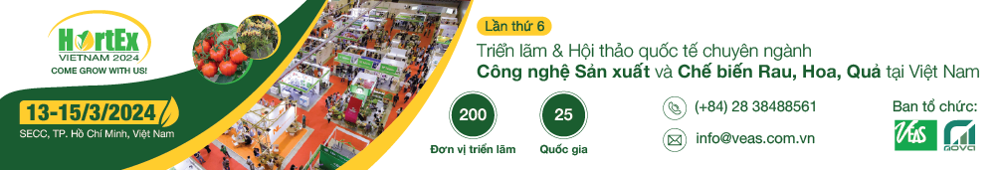 HortEx
VIETNAM 2024
COME GROW WITH US!
13-15/3/2024
SECC, TP. Hồ Chí Minh, Việt Nam
Lần thứ 6
Triển lãm & Hội thảo quốc tế chuyên ngành
Công nghệ Sản xuất và Chế biến Rau, Hoa, Quả tại Việt Nam
200
Đơn vị triển lãm
25
Quốc gia
(+84) 28 38488561
info@veas.com.vn
Ban tổ chức:
VEAS
NOVA